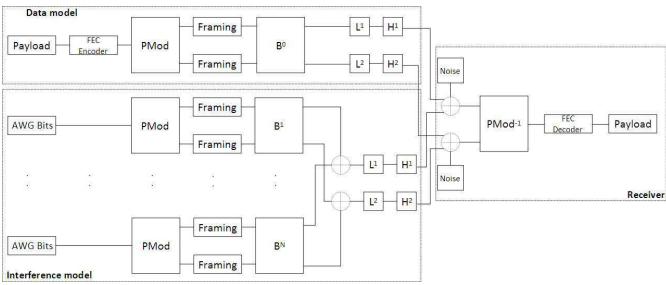 Data model
Payload
FEC
Encoder
PMod
Framing
Framing
B⁰
L¹
H¹
L²
H²
AWG Bits
PMod
Framing
Framing
B¹
L¹
H¹
L²
H²
AWG Bits
PMod
Framing
Framing
Bᴺ
Interference model
Noise
Noise
PMod⁻¹
FEC
Decoder
Payload
Receiver